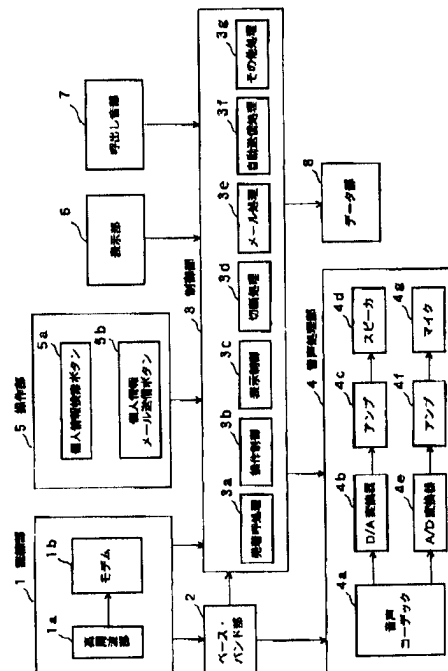 1 無線部
1a
高周波部
1b
モデム
2
ベース・バンド部
5 操作部
5a
個人情報検索ボタン
5b
個人情報
メール送信ボタン
6
表示部
7
呼出し音部
3 制御部
3a
発着呼処理
3b
操作制御
3c
表示制御
3d
切断処理
3e
メール処理
3f
自動送信処理
3g
その他処理
8
データ部
4 音声処理部
4a
音声
コーデック
4b
D/A変換器
4c
アンプ
4d
スピーカ
4e
A/D変換器
4f
アンプ
4g
マイク